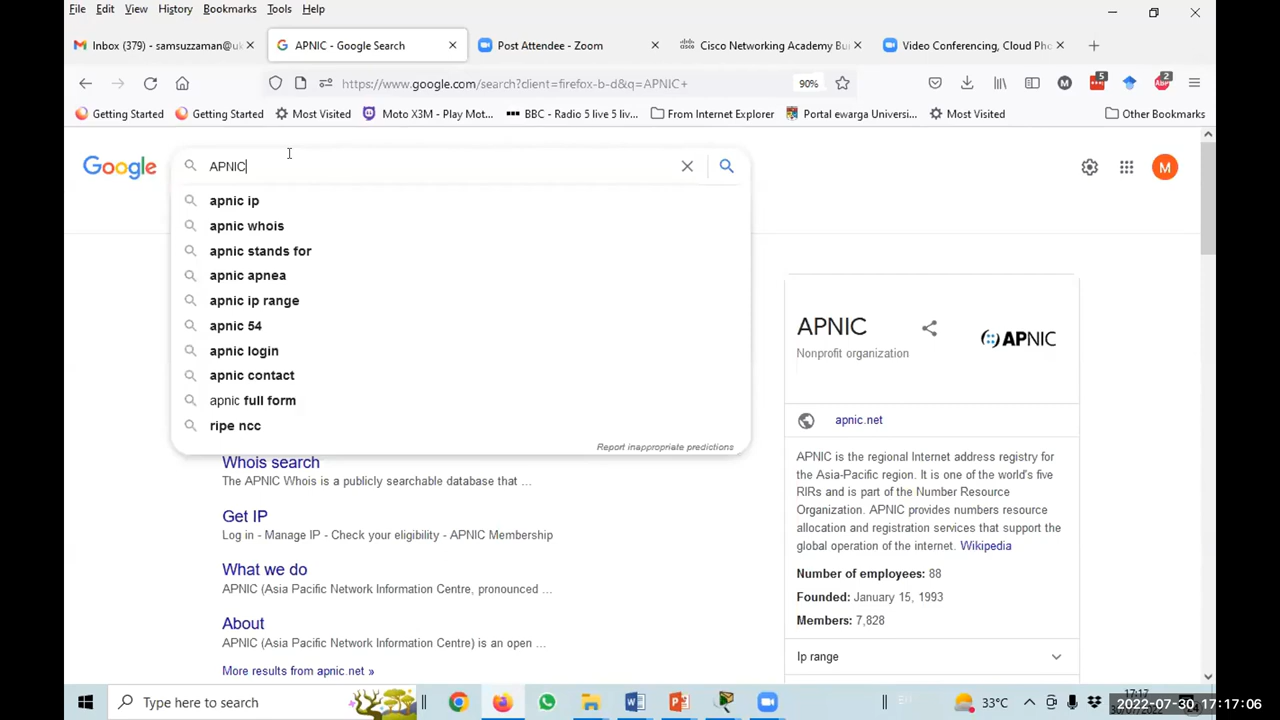 File Edit View History Bookmarks Tools Help
Inbox (379) - samsuzzaman@uk
APNIC - Google Search
Post Attendee - Zoom
Cisco Networking Academy Bu
Video Conferencing, Cloud Pho
https://www.google.com/search?client=firefox-b-d&q=APNIC+
90%
5
2
Getting Started
Getting Started
Most Visited
Moto X3M - Play Mot...
BBC - Radio 5 live 5 li...
From Internet Explorer
Portal ewarga Universi...
Most Visited
Other Bookmarks
Google
APNIC
M
apnic ip
apnic whois
apnic stands for
apnic apnea
apnic ip range
apnic 54
apnic login
apnic contact
apnic full form
ripe ncc
Report inappropriate predictions
Whois search
The APNIC Whois is a publicly searchable database that ...
Get IP
Log in - Manage IP - Check your eligibility - APNIC Membership
What we do
APNIC (Asia Pacific Network Information Centre, pronounced ...
About
APNIC (Asia Pacific Network Information Centre) is an open ...
More results from apnic.net »
APNIC
Nonprofit organization
APNIC
apnic.net
APNIC is the regional Internet address registry for
the Asia-Pacific region. It is one of the world's five
RIRs and is part of the Number Resource
Organization. APNIC provides numbers resource
allocation and registration services that support the
global operation of the internet. Wikipedia
Number of employees: 88
Founded: January 15, 1993
Members: 7,828
Ip range
Type here to search
33°C
2022-07-30 17:17:06